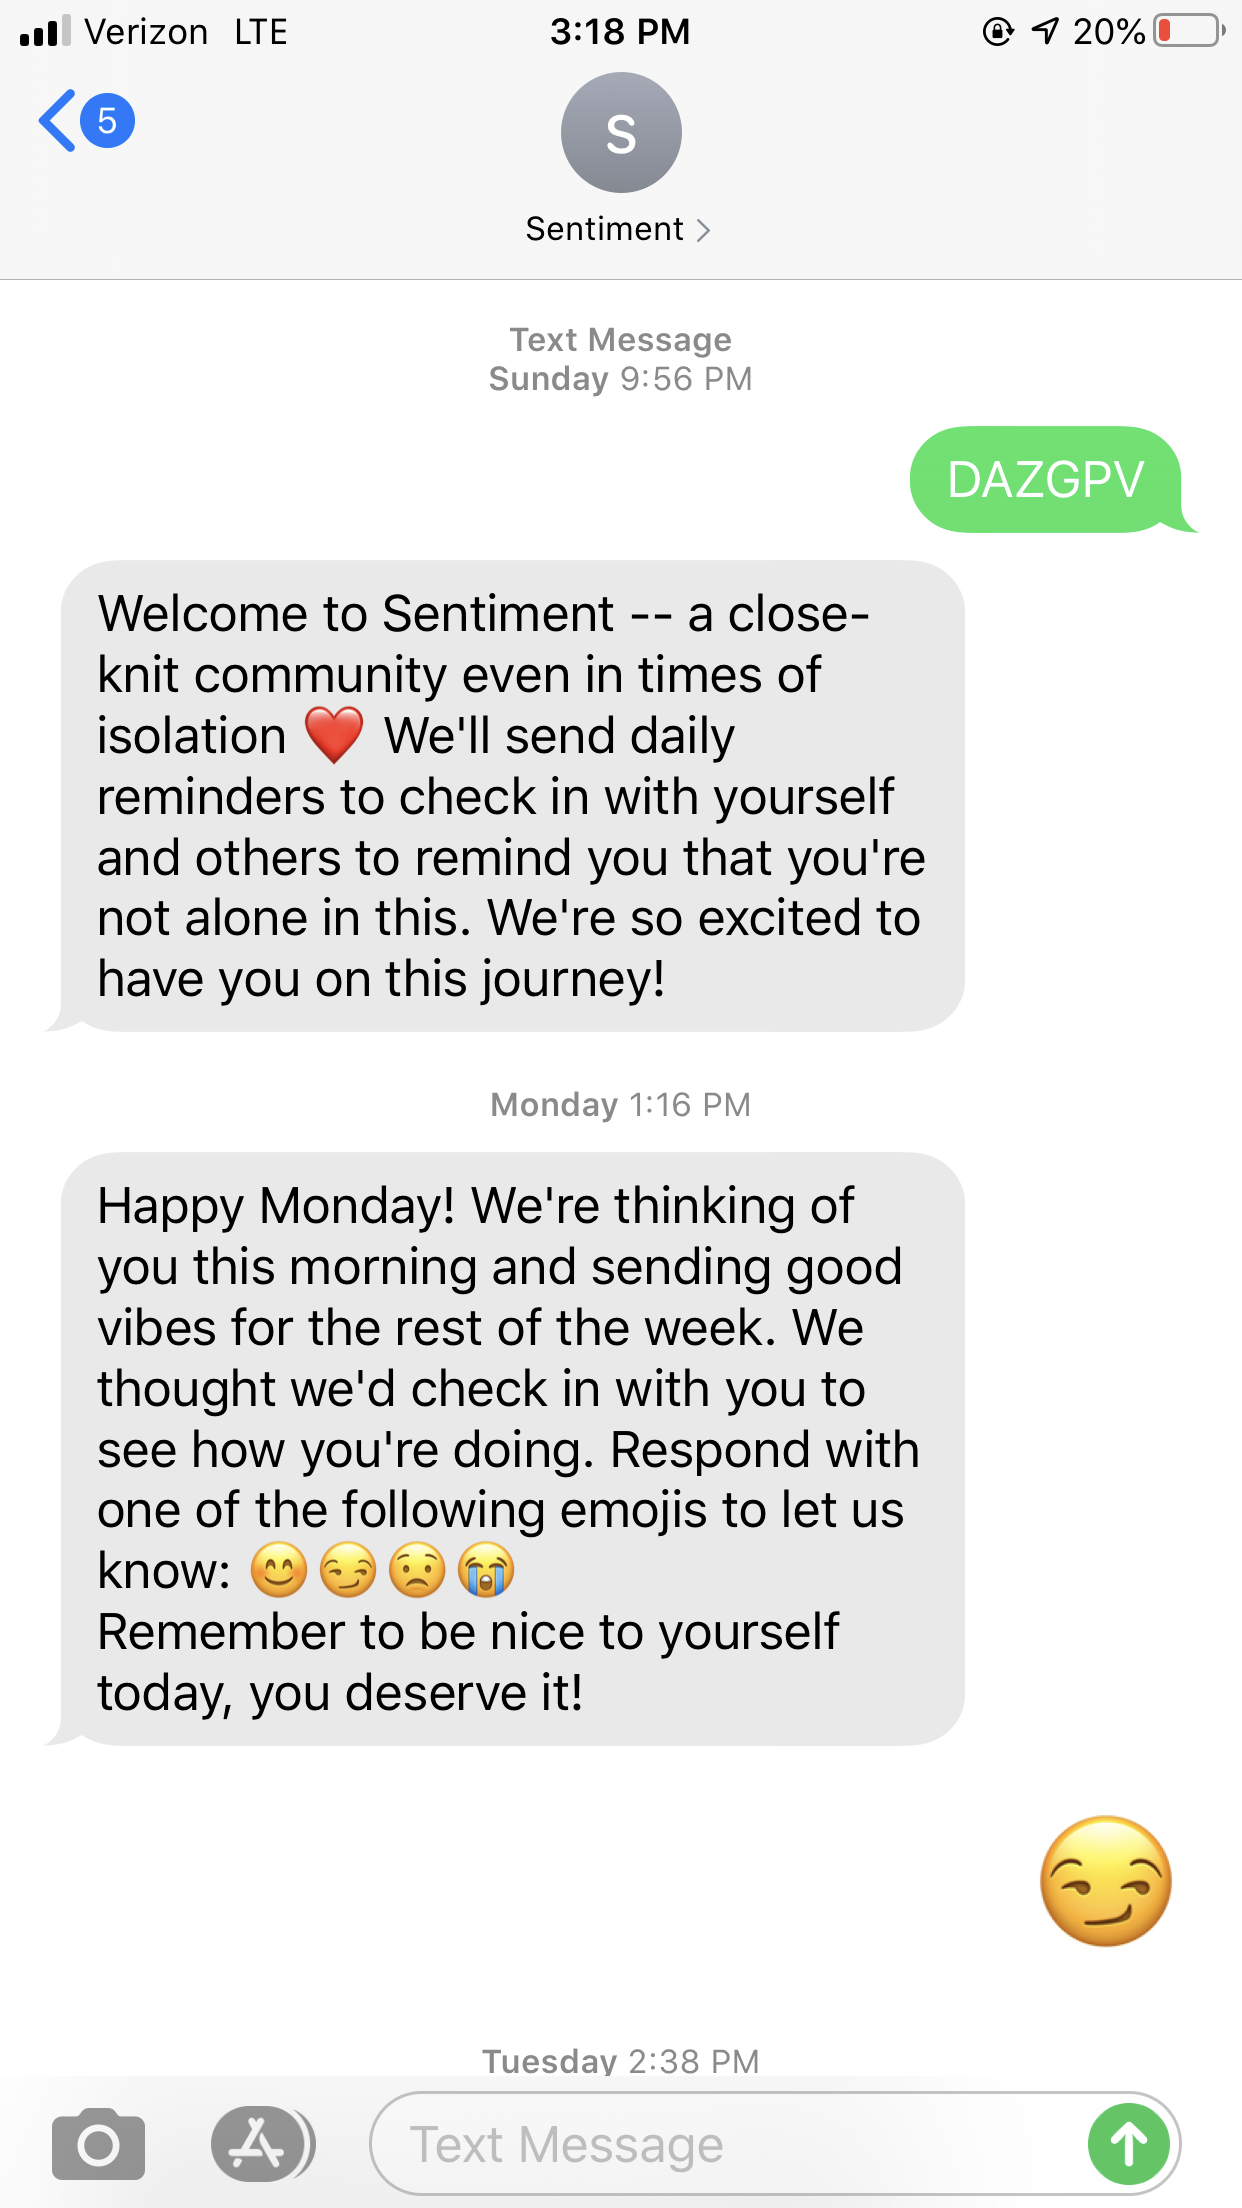 Verizon LTE 3:18 PM 20%
5
S
Sentiment
Text Message
Sunday 9:56 PM
DAZGPV
Welcome to Sentiment -- a close-
knit community even in times of
isolation ❤️ We'll send daily
reminders to check in with yourself
and others to remind you that you're
not alone in this. We're so excited to
have you on this journey!
Monday 1:16 PM
Happy Monday! We're thinking of
you this morning and sending good
vibes for the rest of the week. We
thought we'd check in with you to
see how you're doing. Respond with
one of the following emojis to let us
know: 😊😏😟😭
Remember to be nice to yourself
today, you deserve it!
😏
Tuesday 2:38 PM
Text Message